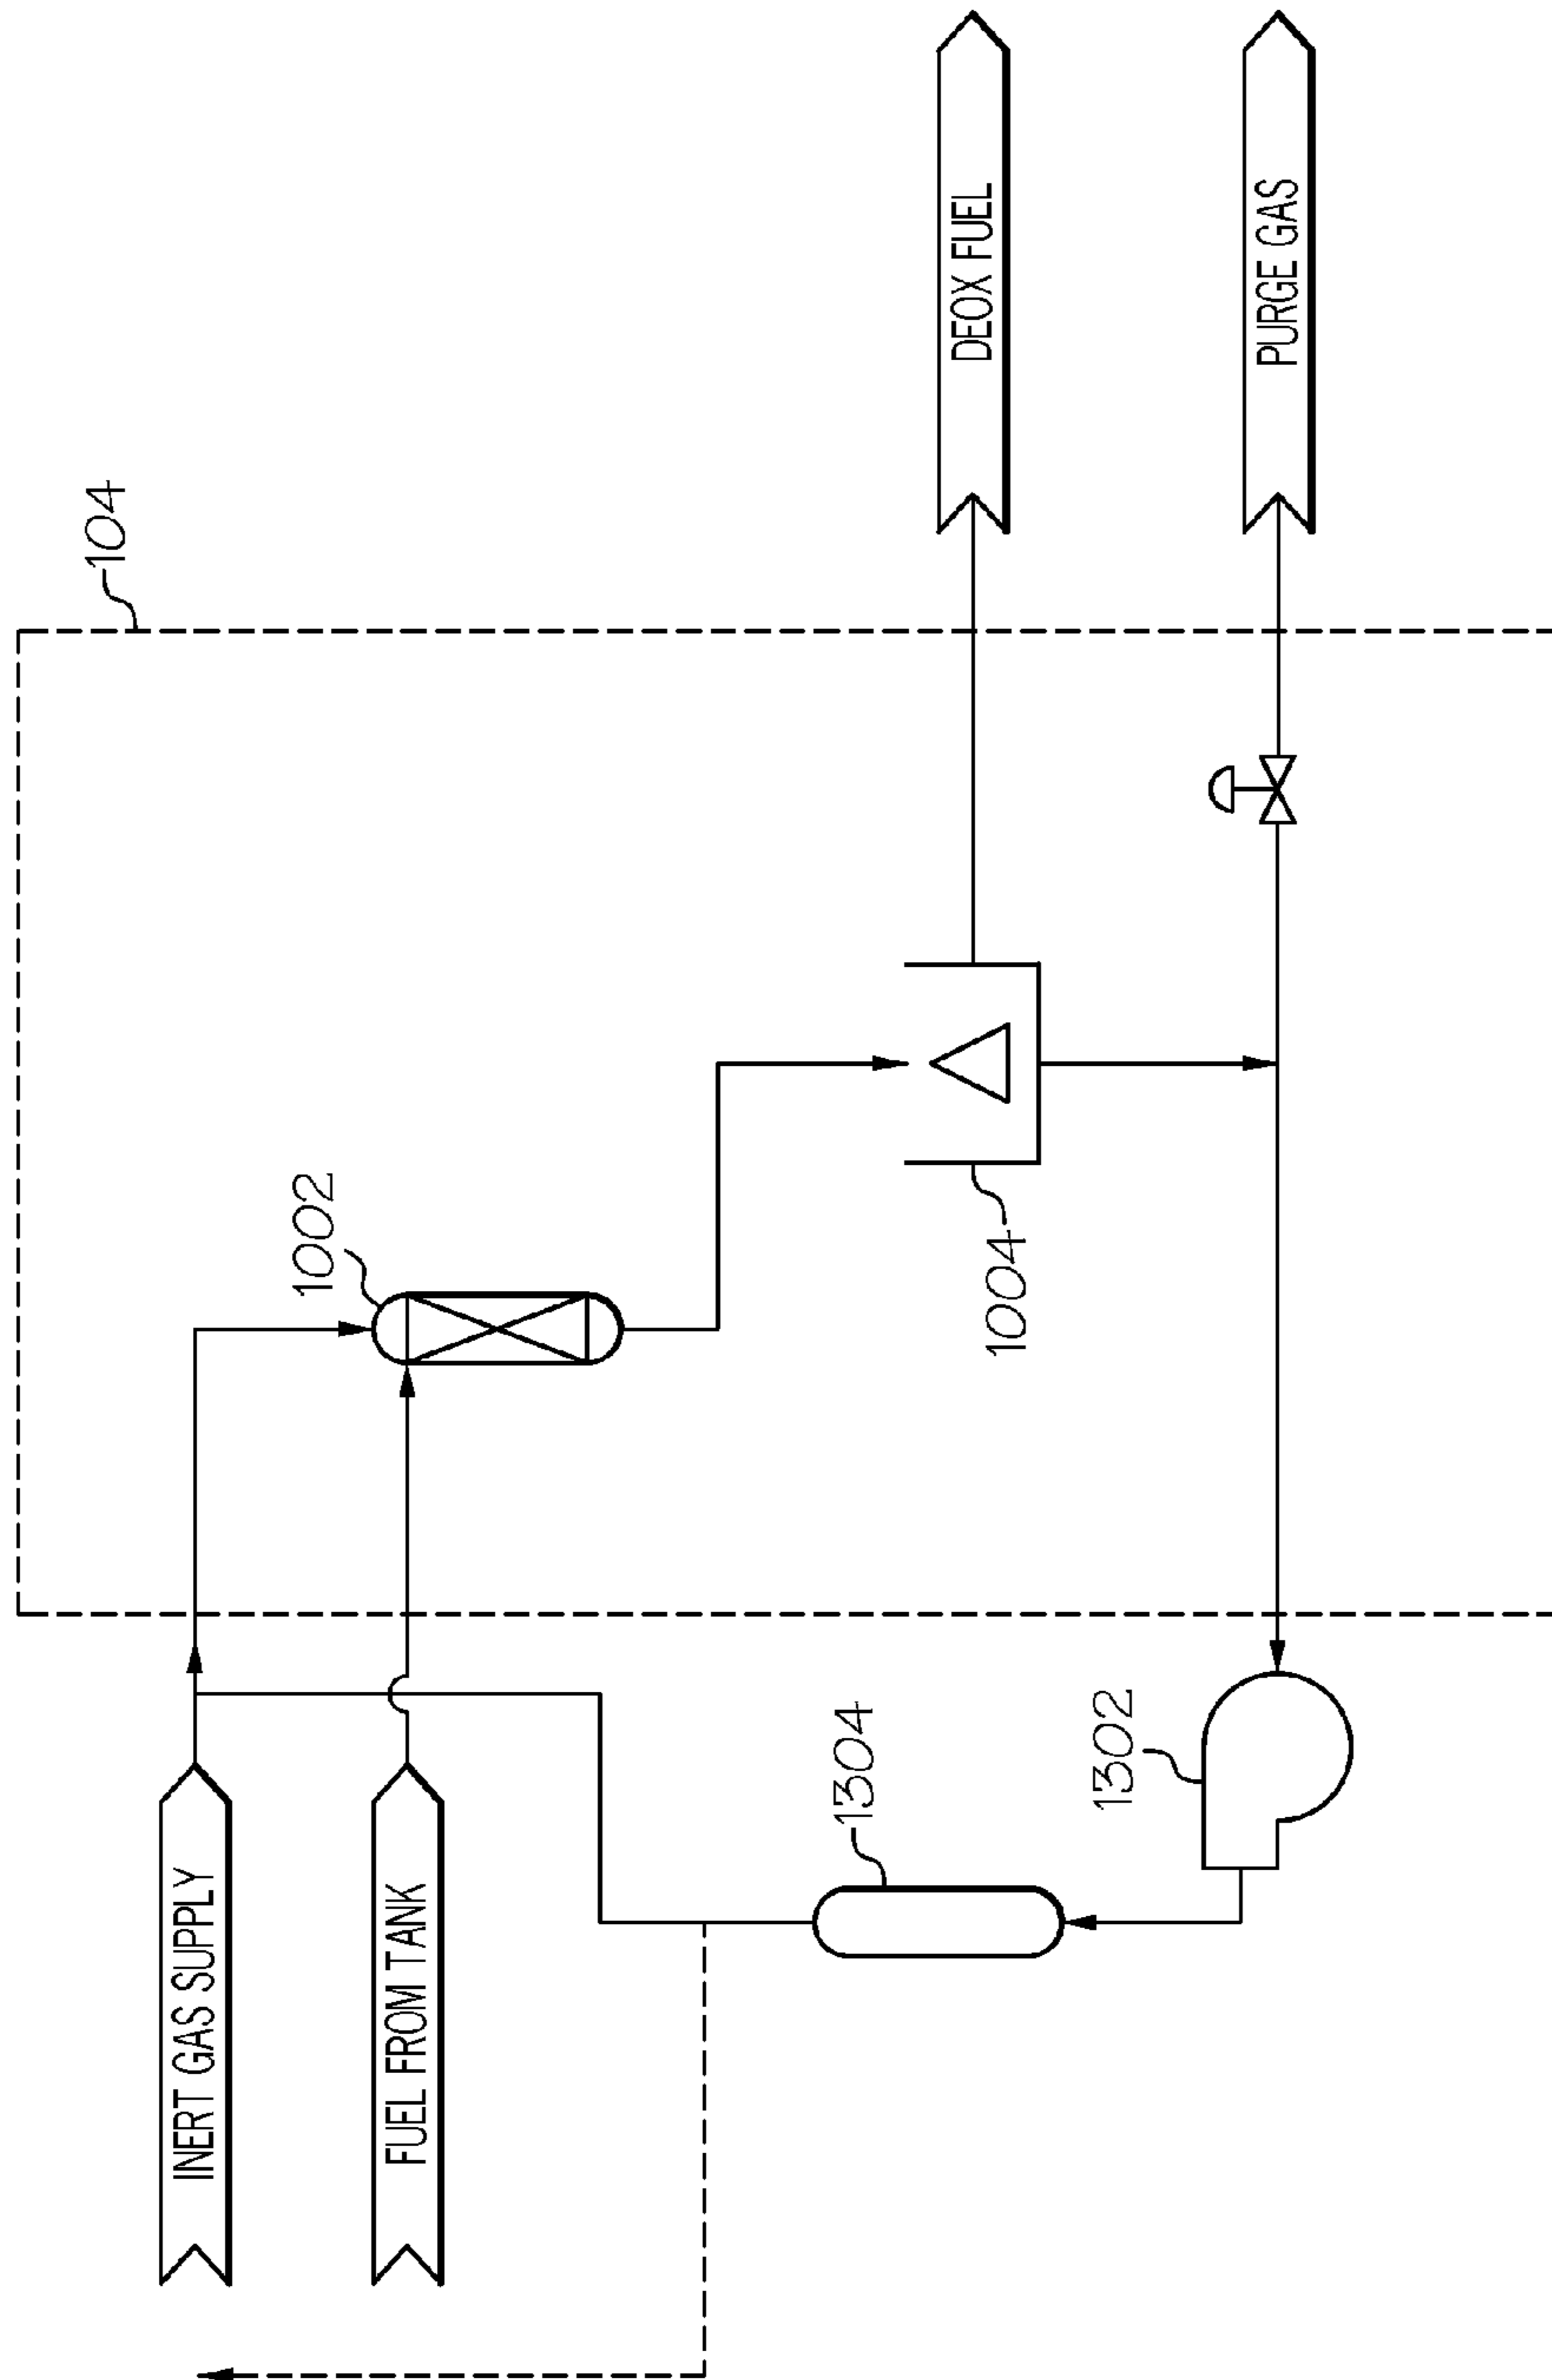 104
INERT GAS SUPPLY
1002
FUEL FROM TANK
DEOX FUEL
1304
1004
PURGE GAS
1302